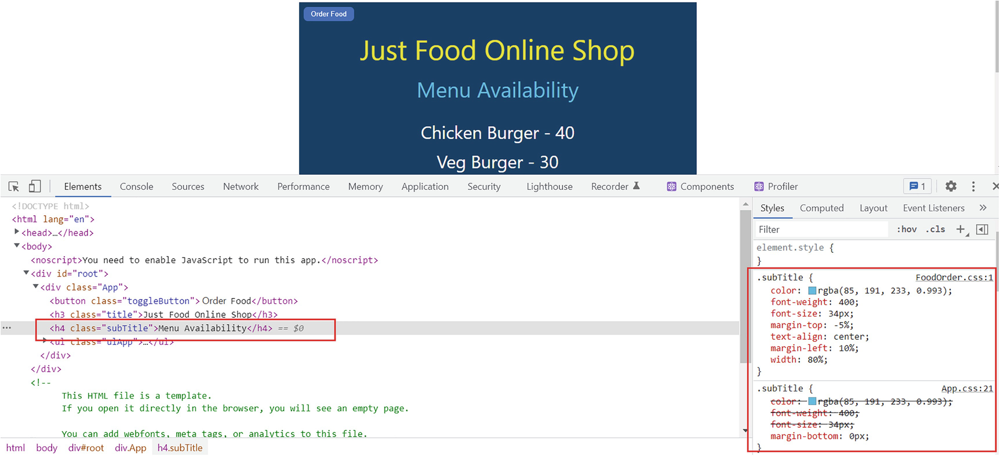 Order Food
Just Food Online Shop
Menu Availability
Chicken Burger - 40
Veg Burger - 30
Elements Console Sources Network Performance Memory Application Security Lighthouse Recorder Components Profiler 1
<!DOCTYPE html>
<html lang="en">
<head>…</head>
<body>
<noscript>You need to enable JavaScript to run this app.</noscript>
<div id="root">
<div class="App">
<button class="toggleButton"> Order Food</button>
<h3 class="title">Just Food Online Shop</h3>
<h4 class="subTitle">Menu Availability</h4> == $0
<ul class="ulApp">…</ul>
</div>
</div>
<!--
This HTML file is a template.
If you open it directly in the browser, you will see an empty page.
You can add webfonts, meta tags, or analytics to this file.
html body div#root div.App h4.subTitle
Styles Computed Layout Event Listeners »
Filter :hov .cls +
element.style {
}
.subTitle { FoodOrder.css:1
color: rgba(85, 191, 233, 0.993);
font-weight: 400;
font-size: 34px;
margin-top: -5%;
text-align: center;
margin-left: 10%;
width: 80%;
}
.subTitle { App.css:21
color: rgba(85, 191, 233, 0.993);
font-weight: 400;
font-size: 34px;
margin-bottom: 0px;
}